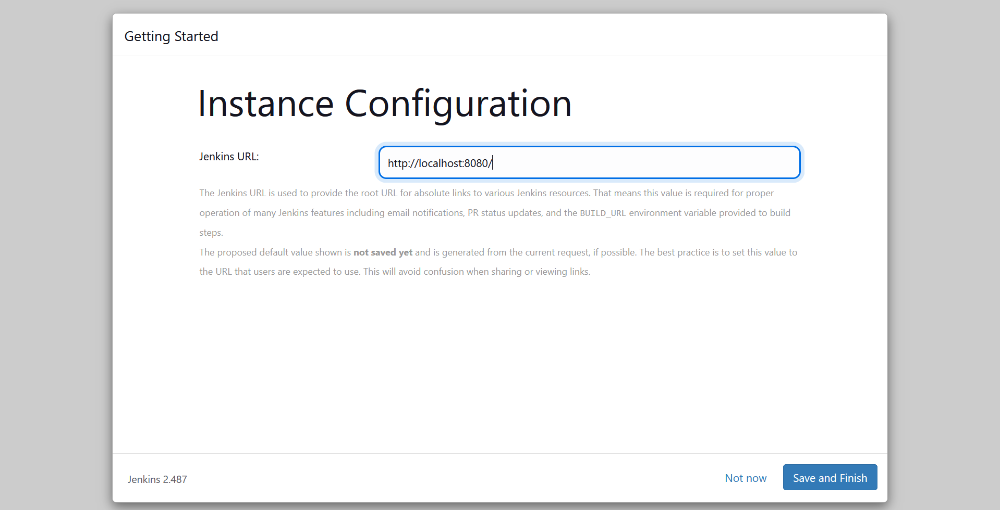 Getting Started
Instance Configuration
Jenkins URL:
http://localhost:8080/
The Jenkins URL is used to provide the root URL for absolute links to various Jenkins resources. That means this value is required for proper
operation of many Jenkins features including email notifications, PR status updates, and the BUILD_URL environment variable provided to build
steps.
The proposed default value shown is not saved yet and is generated from the current request, if possible. The best practice is to set this value to
the URL that users are expected to use. This will avoid confusion when sharing or viewing links.
Jenkins 2.487
Not now
Save and Finish